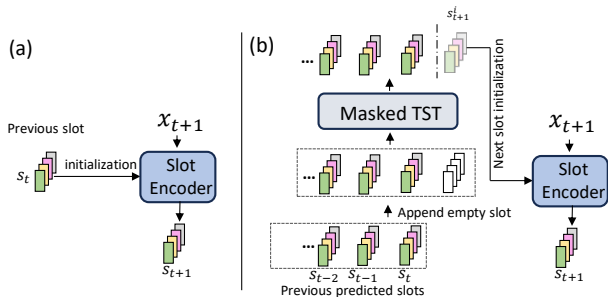 (a)
x_{t+1}
Previous slot
s_t
initialization
Slot
Encoder
s_{t+1}
(b)
s^i_{t+1}
...
Masked TST
Next slot initialization
x_{t+1}
...
Slot
Encoder
Append empty slot
...
s_{t-2} s_{t-1} s_t
s_{t+1}
Previous predicted slots